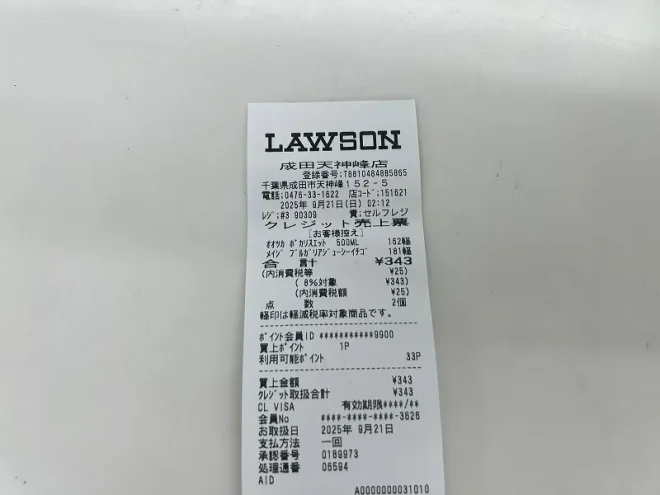 LAWSON
成田天神峰店
登録番号:T8810484885865
千葉県成田市天神峰152-5
電話:0476-33-1622 店コード:151621
2025年 9月21日(日) 02:12
レジ:#3 90309 責:セルフレジ
クレジット売上票
[お客様控え]
オオツカ ポカリスエット 500ML 162軽
メイジ ブルガリアジューシーイチゴ 181軽
合 計 ¥343
(内消費税等 ¥25)
( 8%対象 ¥343)
(内消費税額 ¥25)
点 数 2個
軽印は軽減税率対象商品です。
ポイント会員ID ***********9900
買上ポイント 1P
利用可能ポイント 33P
買上金額 ¥343
クレジット取扱合計 ¥343
CL VISA 有効期限****/**
会員No ****-****-****-3626
お取扱日 2025年 9月21日
支払方法 一回
承認番号 0189973
処理通番 06594
AID
A0000000031010